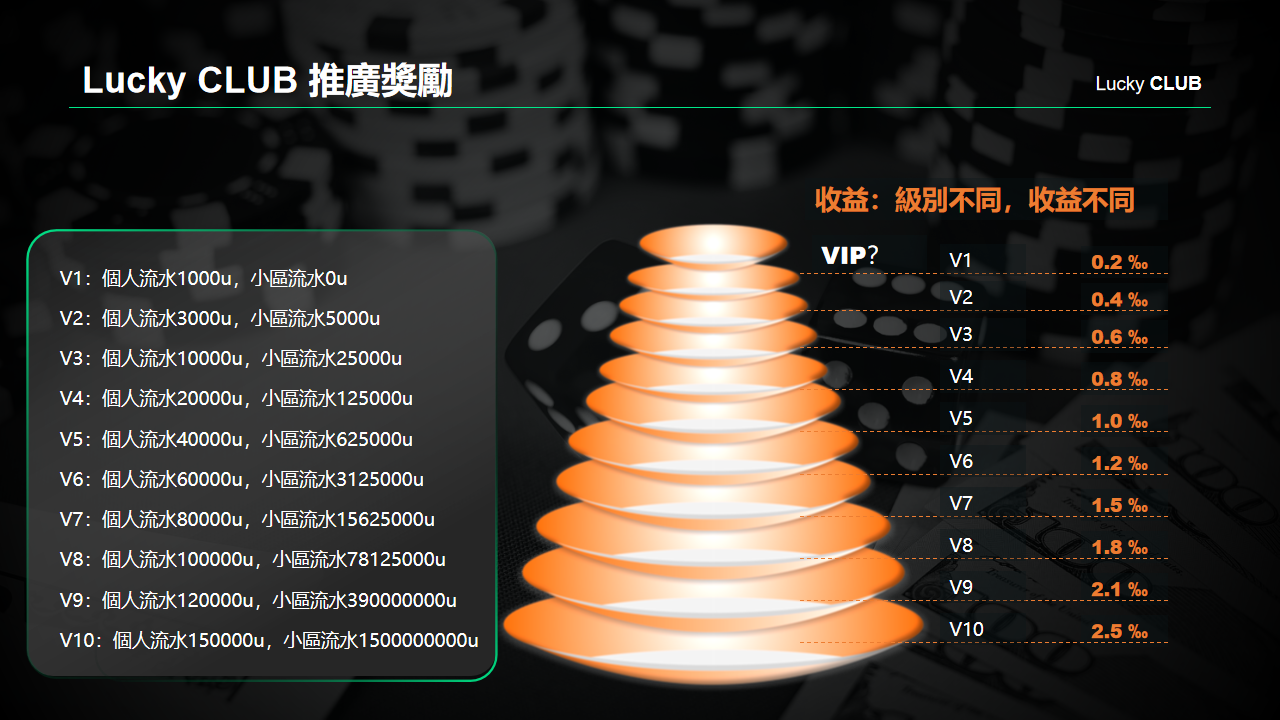 Lucky CLUB 推廣獎勵
Lucky CLUB
收益：級別不同，收益不同
V1：個人流水1000u，小區流水0u
V2：個人流水3000u，小區流水5000u
V3：個人流水10000u，小區流水25000u
V4：個人流水20000u，小區流水125000u
V5：個人流水40000u，小區流水625000u
V6：個人流水60000u，小區流水3125000u
V7：個人流水80000u，小區流水15625000u
V8：個人流水100000u，小區流水78125000u
V9：個人流水120000u，小區流水390000000u
V10：個人流水150000u，小區流水1500000000u
VIP?
V1 0.2 ‰
V2 0.4 ‰
V3 0.6 ‰
V4 0.8 ‰
V5 1.0 ‰
V6 1.2 ‰
V7 1.5 ‰
V8 1.8 ‰
V9 2.1 ‰
V10 2.5 ‰